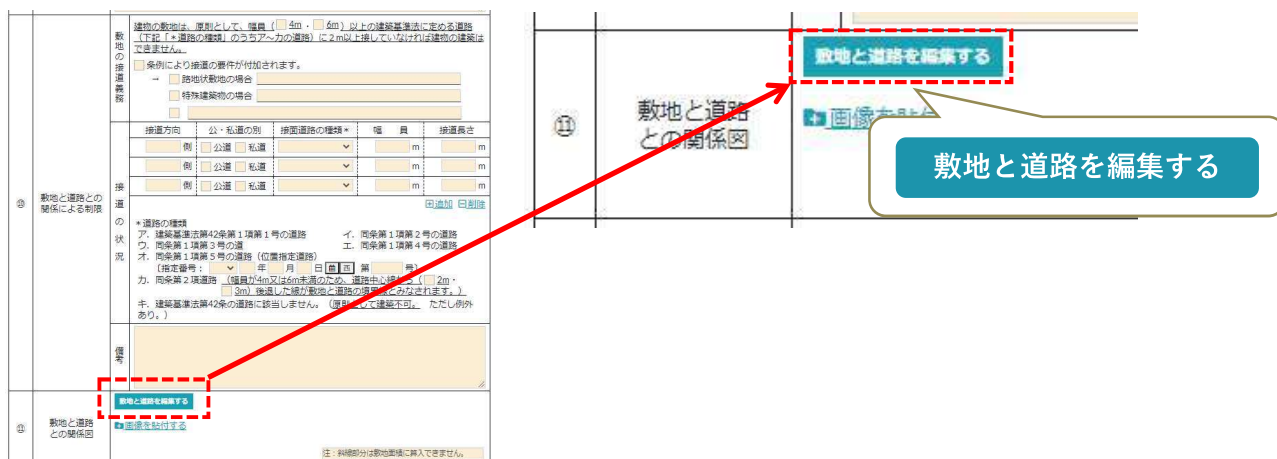 敷地の接道義務
建物の敷地は、原則として、幅員（ 4m ・ 6m）以上の建築基準法に定める道路
（下記「＊道路の種類」のうちア～カの道路）に２m以上接していなければ建物の建築は
できません。
条例により接道の要件が付加されます。
→ 路地状敷地の場合
特殊建築物の場合
⑩
敷地と道路との
関係による制限
接道の状況
接道方向 公・私道の別 接面道路の種類＊ 幅 員 接道長さ
側 公道 私道 m m
側 公道 私道 m m
側 公道 私道 m m
追加 削除
＊道路の種類
ア．建築基準法第42条第１項第１号の道路 イ．同条第１項第２号の道路
ウ．同条第１項第３号の道 エ．同条第１項第４号の道路
オ．同条第１項第５号の道路（位置指定道路）
（指定番号： 年 月 日 前 西 第 号）
カ．同条第２項道路 （幅員が4m又は6m未満のため、道路中心線から（ 2m・
3m）後退した線が敷地と道路の境界線とみなされます。）
キ．建築基準法第42条の道路に該当しません。（原則として建築不可。 ただし例外
あり。）
備考
⑪
敷地と道路
との関係図
敷地と道路を編集する
画像を貼付する
注：斜線部分は敷地面積に算入できません。
⑪
敷地と道路
との関係図
敷地と道路を編集する
画像を貼付
敷地と道路を編集する